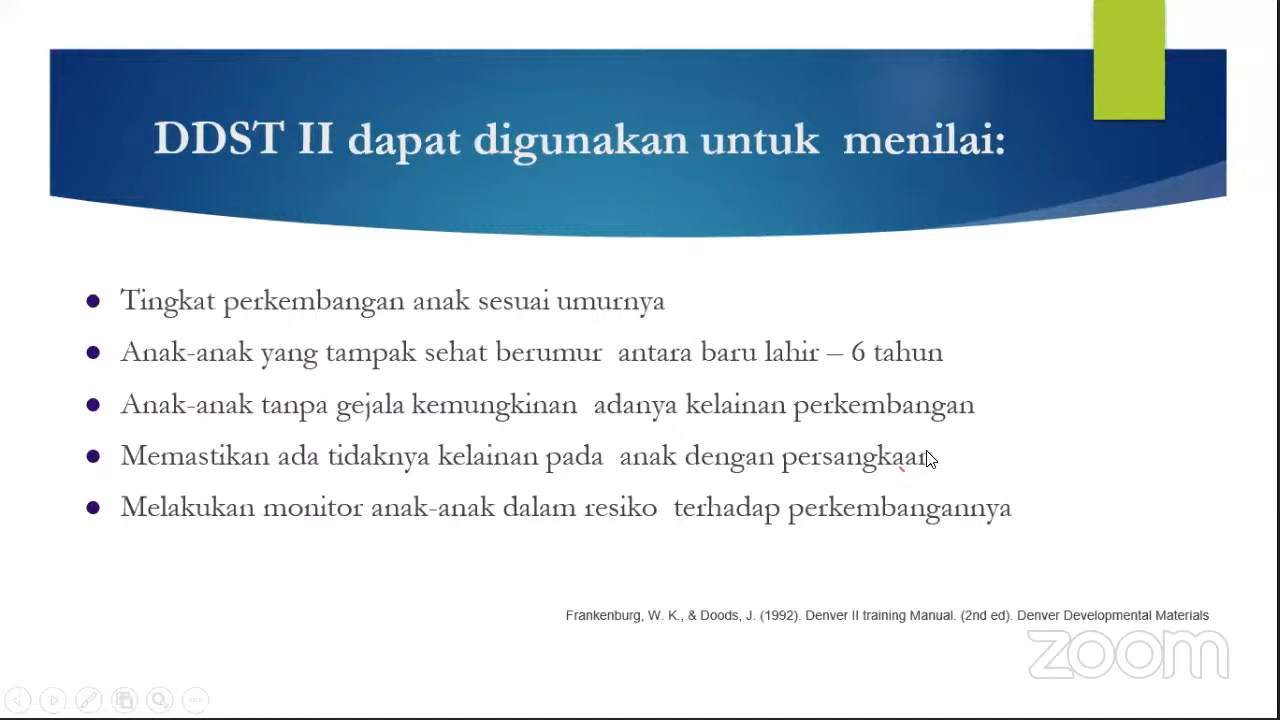 DDST II dapat digunakan untuk menilai:
Tingkat perkembangan anak sesuai umurnya
Anak-anak yang tampak sehat berumur antara baru lahir – 6 tahun
Anak-anak tanpa gejala kemungkinan adanya kelainan perkembangan
Memastikan ada tidaknya kelainan pada anak dengan persangkaan
Melakukan monitor anak-anak dalam resiko terhadap perkembangannya
Frankenburg, W. K., & Doods, J. (1992). Denver II training Manual. (2nd ed). Denver Developmental Materials
zoom